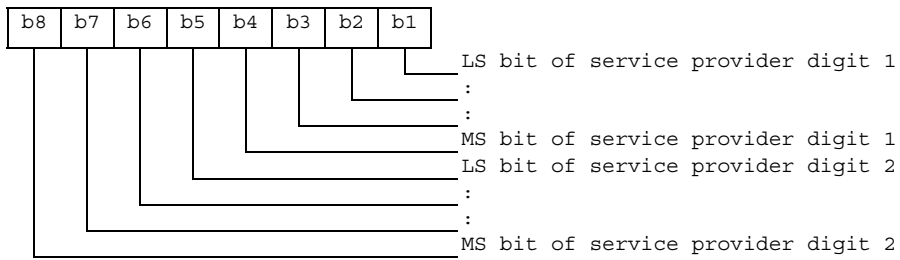 b8 b7 b6 b5 b4 b3 b2 b1
LS bit of service provider digit 1
:
:
MS bit of service provider digit 1
LS bit of service provider digit 2
:
:
MS bit of service provider digit 2